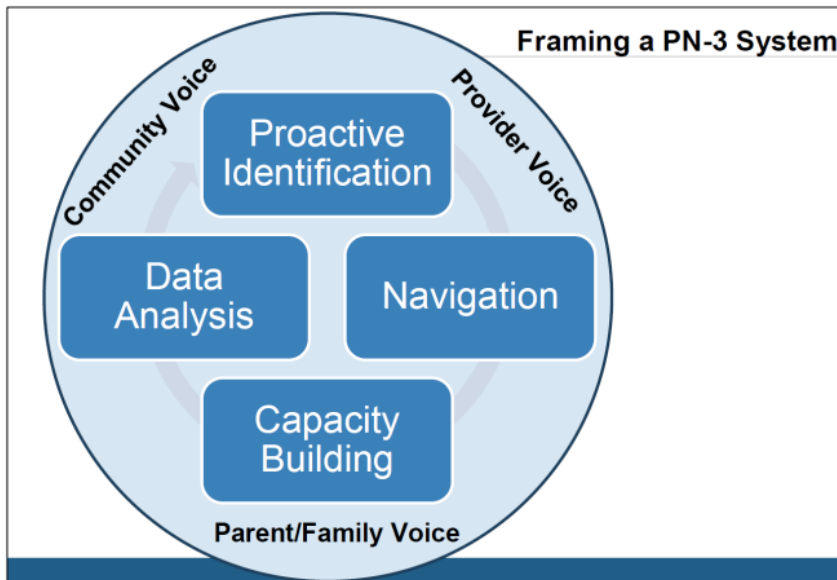 Framing a PN-3 System
Community Voice
Provider Voice
Proactive
Identification
Data
Analysis
Navigation
Capacity
Building
Parent/Family Voice